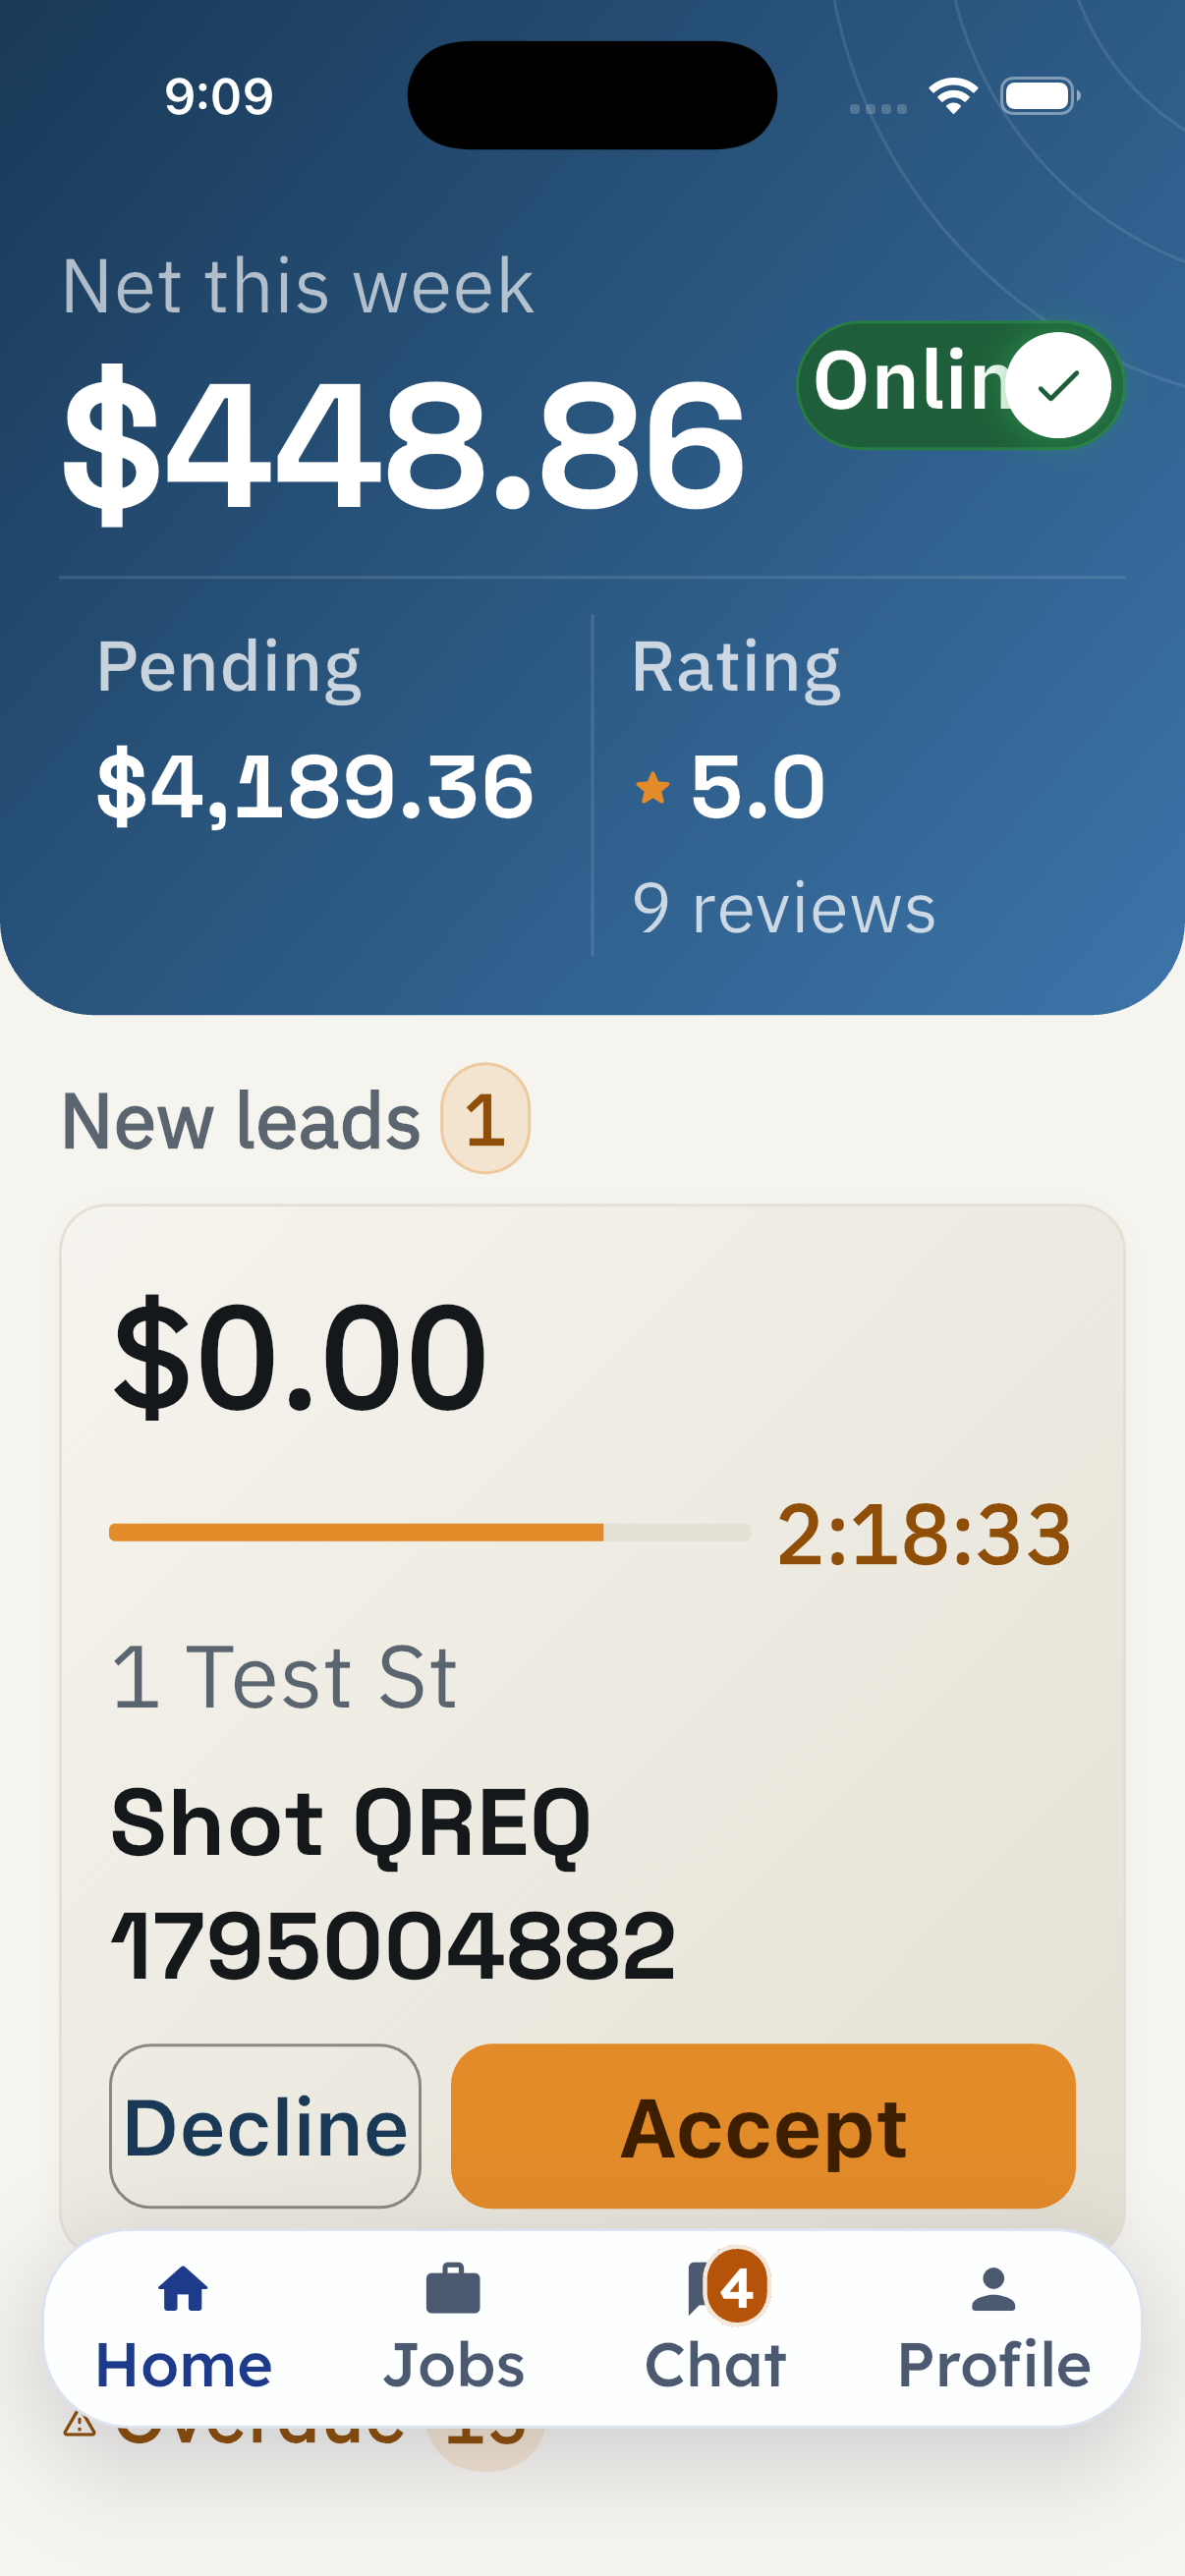 9:09
Net this week
$448.86
Onlin
Pending
Rating
$4,189.36
5.0
9 reviews
New leads 1
$0.00
2:18:33
1 Test St
Shot QREQ
1795004882
Decline
Accept
4
Home
Jobs
Chat
Profile